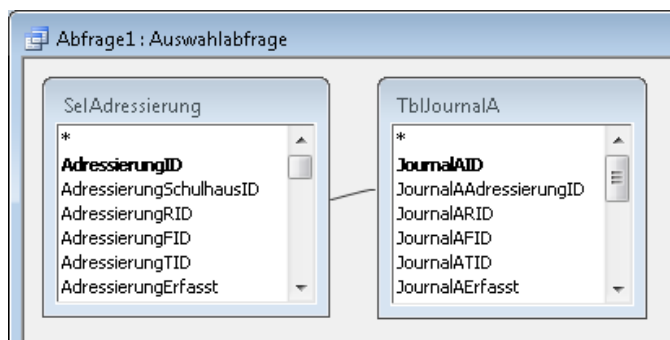 Abfrage1 : Auswahlabfrage
SelAdressierung
*
AdressierungID
AdressierungSchulhausID
AdressierungRID
AdressierungFID
AdressierungTID
AdressierungErfasst
TblJournalA
*
JournalAID
JournalAAdressierungID
JournalARID
JournalAFID
JournalATID
JournalAErfasst